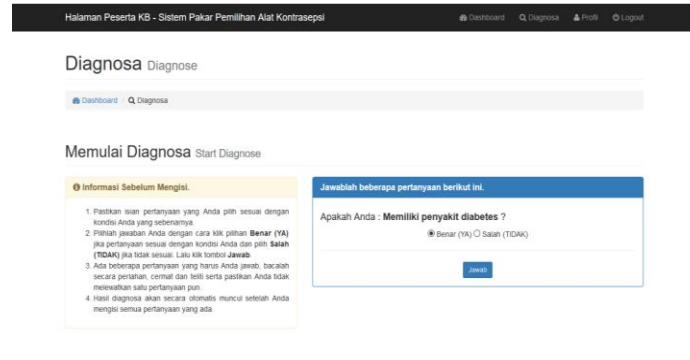 Halaman Peserta KB - Sistem Pakar Pemilihan Alat Kontrasepsi
Dashboard Diagnosa Profil Logout
Diagnosa Diagnose
Dashboard / Diagnosa
Memulai Diagnosa Start Diagnose
Informasi Sebelum Mengisi.
1. Pastikan isian pertanyaan yang Anda pilih sesuai dengan
kondisi Anda yang sebenarnya.
2. Pilihlah jawaban Anda dengan cara klik pilihan Benar (YA)
jika pertanyaan sesuai dengan kondisi Anda dan pilih Salah
(TIDAK) jika tidak sesuai. Lalu klik tombol Jawab.
3. Ada beberapa pertanyaan yang harus Anda jawab, bacalah
secara perlahan, cermat dan teliti serta pastikan Anda tidak
melewatkan satu pertanyaan pun.
4. Hasil diagnosa akan secara otomatis muncul setelah Anda
mengisi semua pertanyaan yang ada.
Jawablah beberapa pertanyaan berikut ini.
Apakah Anda : Memiliki penyakit diabetes ?
Benar (YA) Salah (TIDAK)
Jawab